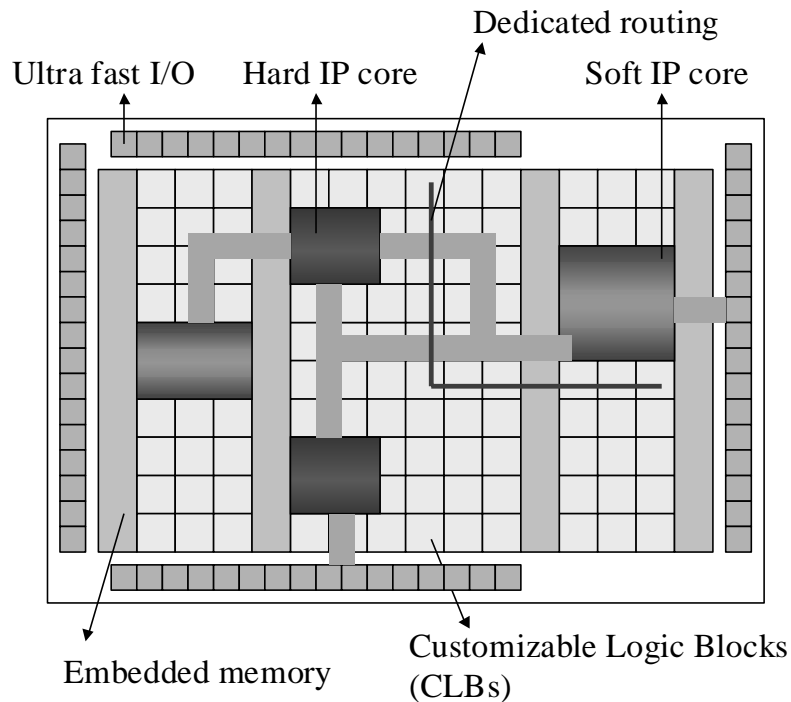 Dedicated routing
Ultra fast I/O
Hard IP core
Soft IP core
Embedded memory
Customizable Logic Blocks
(CLBs)